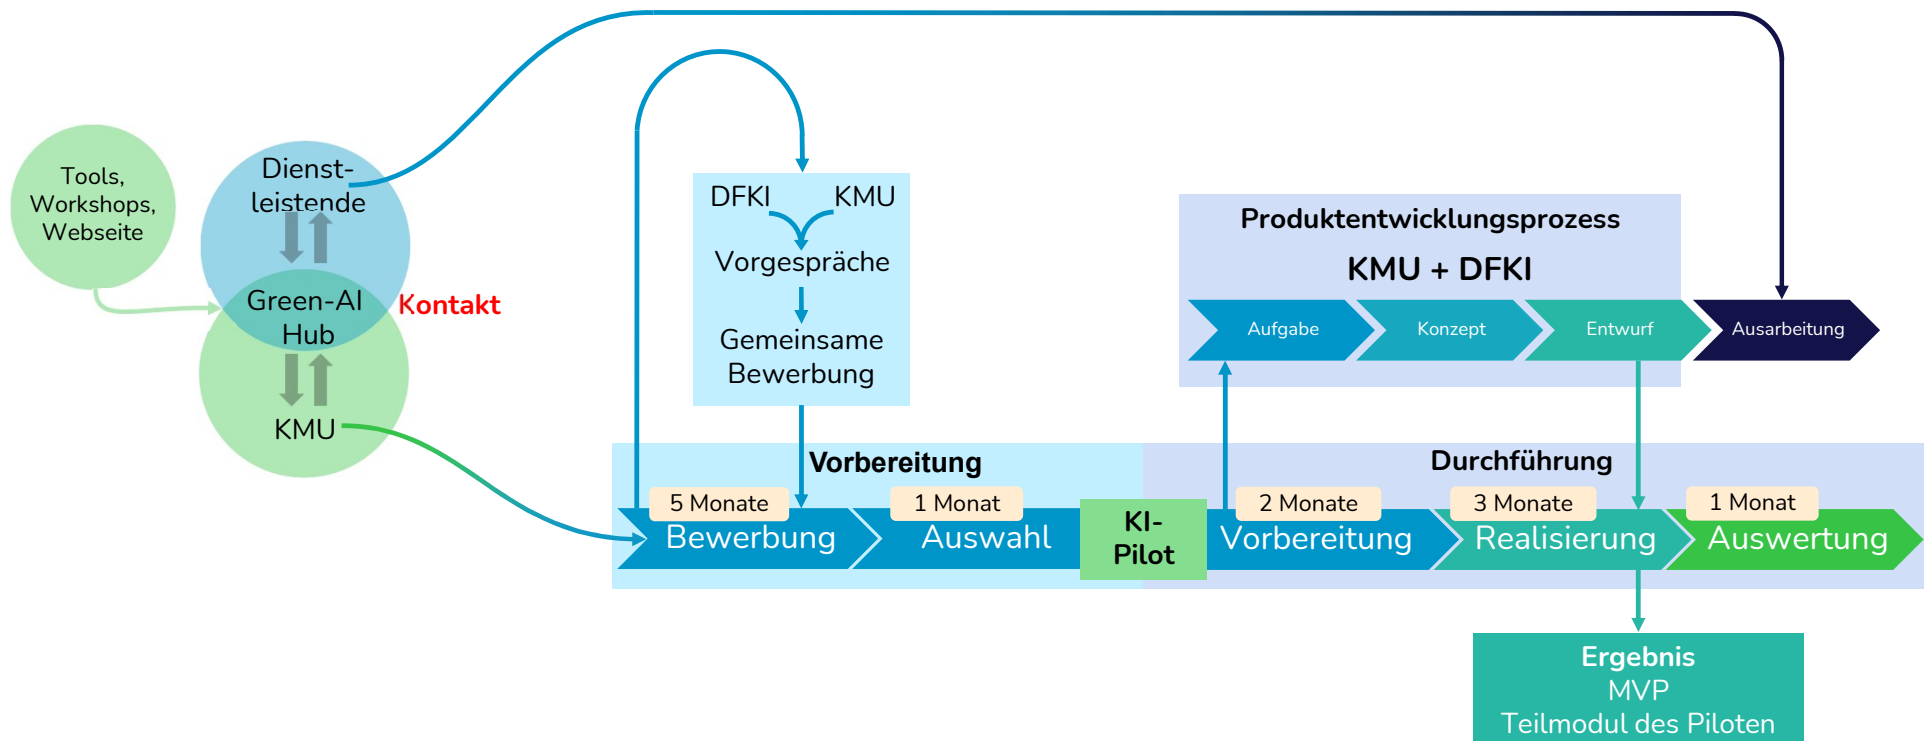 Tools,
Workshops,
Webseite
Dienst-
leistende
Green-AI
Hub
KMU
Kontakt
DFKI
KMU
Vorgespräche
Gemeinsame
Bewerbung
Produktentwicklungsprozess
KMU + DFKI
Aufgabe
Konzept
Entwurf
Ausarbeitung
Vorbereitung
5 Monate
Bewerbung
1 Monat
Auswahl
KI-
Pilot
Durchführung
2 Monate
Vorbereitung
3 Monate
Realisierung
1 Monat
Auswertung
Ergebnis
MVP
Teilmodul des Piloten